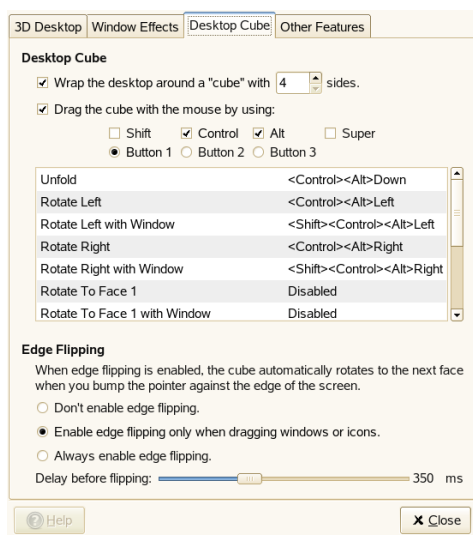 3D Desktop Window Effects Desktop Cube Other Features
Desktop Cube
Wrap the desktop around a "cube" with 4 sides.
Drag the cube with the mouse by using:
Shift Control Alt Super
Button 1 Button 2 Button 3
Unfold <Control><Alt>Down
Rotate Left <Control><Alt>Left
Rotate Left with Window <Shift><Control><Alt>Left
Rotate Right <Control><Alt>Right
Rotate Right with Window <Shift><Control><Alt>Right
Rotate To Face 1 Disabled
Rotate To Face 1 with Window Disabled
Edge Flipping
When edge flipping is enabled, the cube automatically rotates to the next face
when you bump the pointer against the edge of the screen.
Don't enable edge flipping.
Enable edge flipping only when dragging windows or icons.
Always enable edge flipping.
Delay before flipping: 350 ms
Help Close